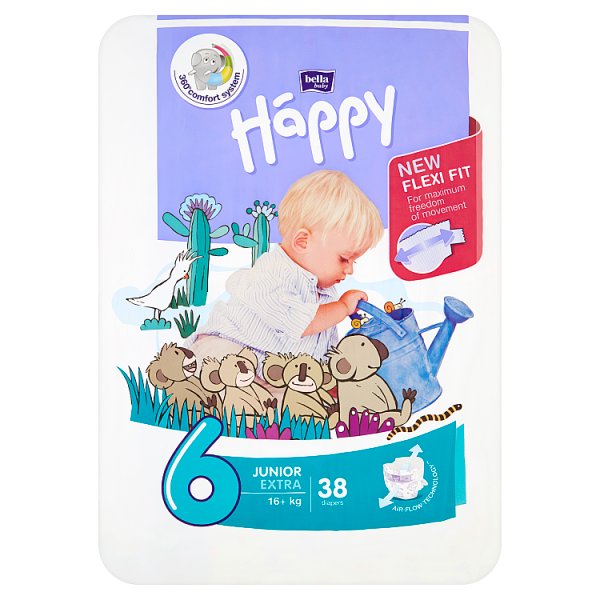 360° comfort system
bella
baby
Háppy
NEW
FLEXI FIT
For maximum
freedom
of movement
6
JUNIOR
EXTRA
16+ kg
38
diapers
AIR-FLOW-TECHNOLOGY